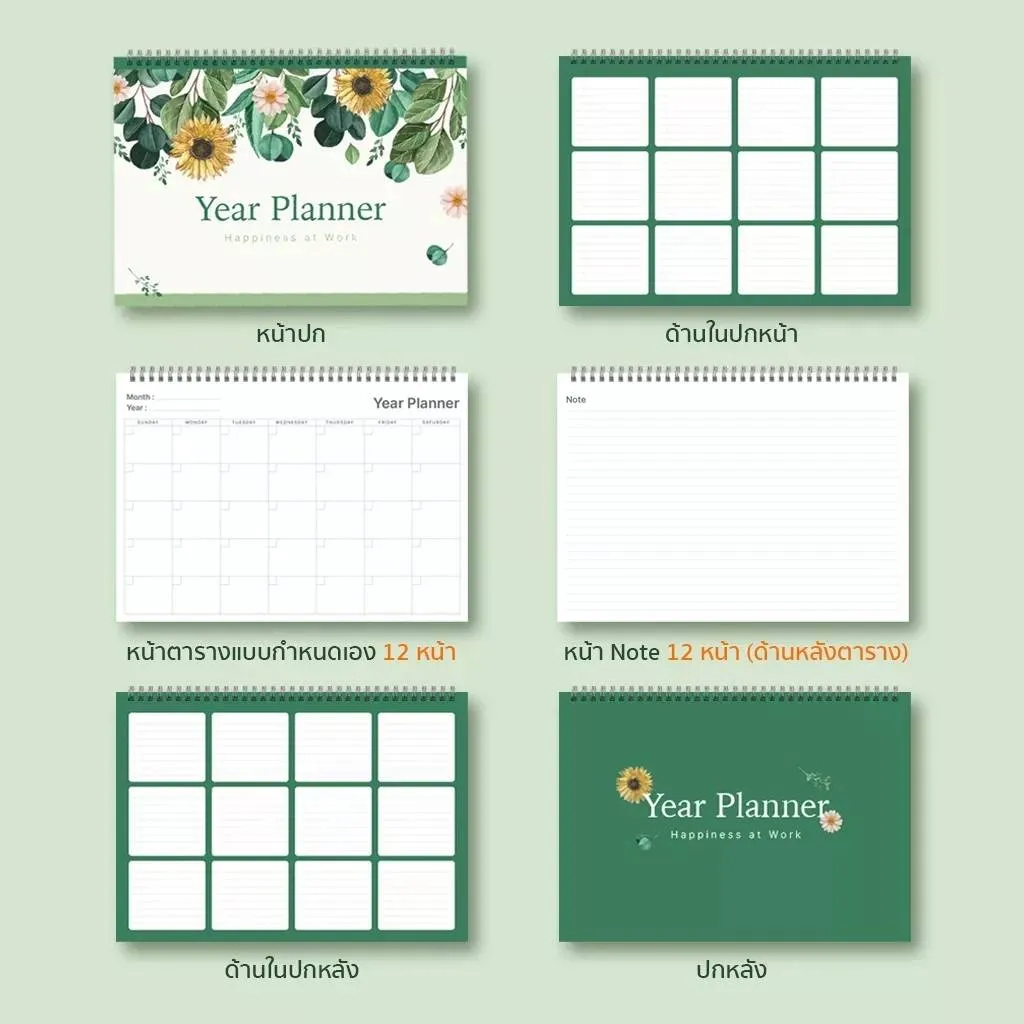 Year Planner
Happiness at Work
หน้าปก
ด้านในปกหน้า
Month :
Year :
Year Planner
SUNDAY MONDAY TUESDAY WEDNESDAY THURSDAY FRIDAY SATURDAY
หน้าตารางแบบกำหนดเอง 12 หน้า
Note
หน้า Note 12 หน้า (ด้านหลังตาราง)
ด้านในปกหลัง
Year Planner
Happiness at Work
ปกหลัง